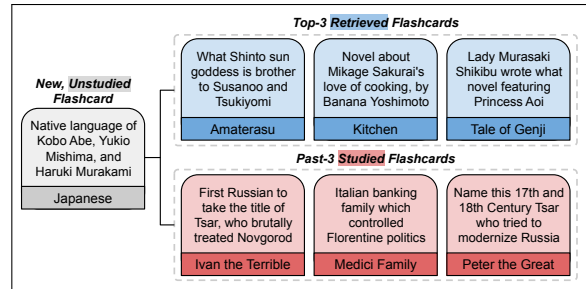 Top-3 Retrieved Flashcards
New, Unstudied
Flashcard
Native language of
Kobo Abe, Yukio
Mishima, and
Haruki Murakami
Japanese
What Shinto sun
goddess is brother
to Susanoo and
Tsukiyomi
Amaterasu
Novel about
Mikage Sakurai's
love of cooking, by
Banana Yoshimoto
Kitchen
Lady Murasaki
Shikibu wrote what
novel featuring
Princess Aoi
Tale of Genji
Past-3 Studied Flashcards
First Russian to
take the title of
Tsar, who brutally
treated Novgorod
Ivan the Terrible
Italian banking
family which
controlled
Florentine politics
Medici Family
Name this 17th and
18th Century Tsar
who tried to
modernize Russia
Peter the Great